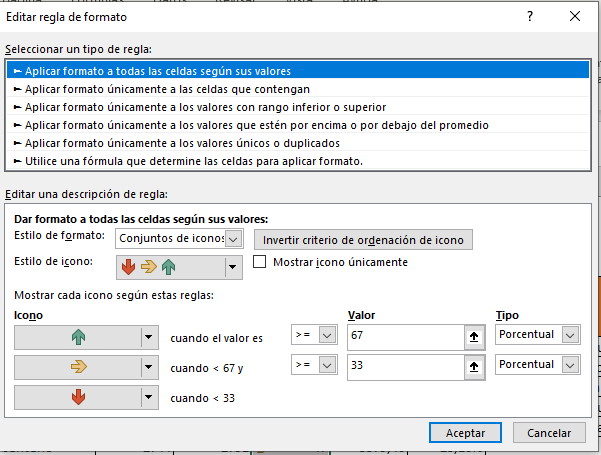 Editar regla de formato
Seleccionar un tipo de regla:
► Aplicar formato a todas las celdas según sus valores
► Aplicar formato únicamente a las celdas que contengan
► Aplicar formato únicamente a los valores con rango inferior o superior
► Aplicar formato únicamente a los valores que estén por encima o por debajo del promedio
► Aplicar formato únicamente a los valores únicos o duplicados
► Utilice una fórmula que determine las celdas para aplicar formato.
Editar una descripción de regla:
Dar formato a todas las celdas según sus valores:
Estilo de formato: Conjuntos de iconos Invertir criterio de ordenación de icono
Estilo de icono: Mostrar icono únicamente
Mostrar cada icono según estas reglas:
Icono Valor Tipo
cuando el valor es >= 67 Porcentual
cuando < 67 y >= 33 Porcentual
cuando < 33
Aceptar Cancelar